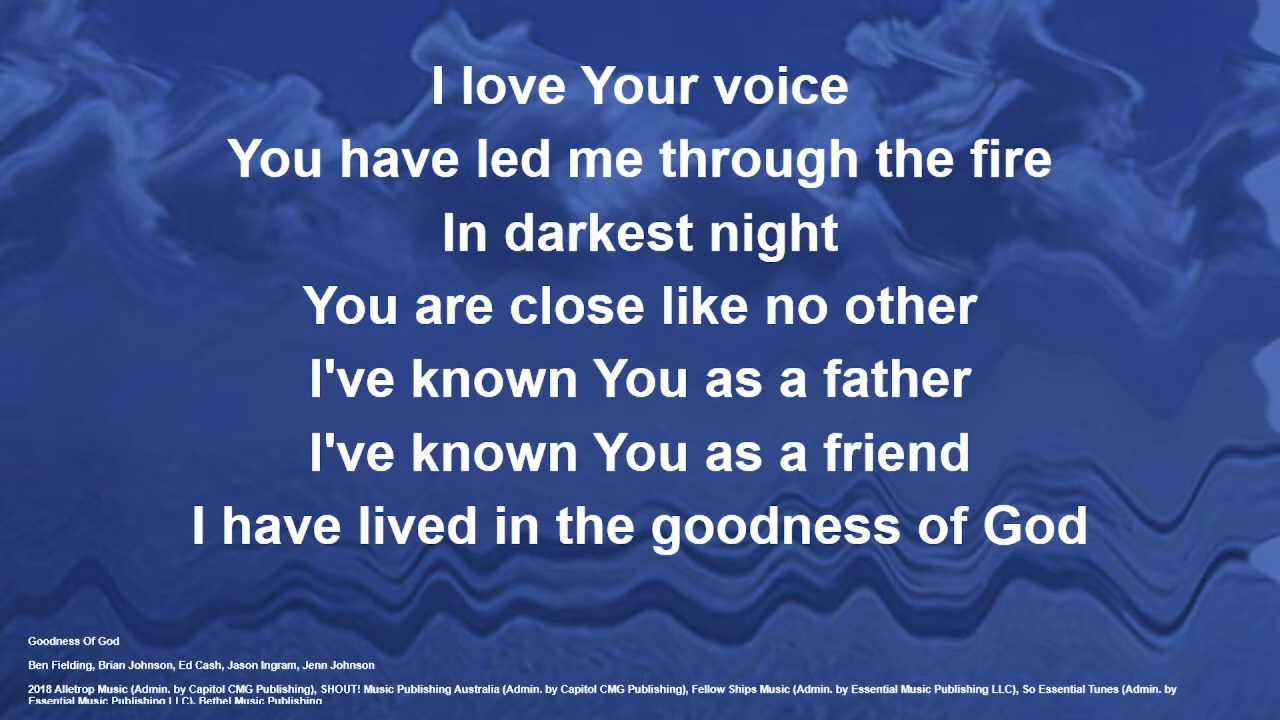 I love Your voice
You have led me through the fire
In darkest night
You are close like no other
I've known You as a father
I've known You as a friend
I have lived in the goodness of God
Goodness Of God
Ben Fielding, Brian Johnson, Ed Cash, Jason Ingram, Jenn Johnson
2018 Alletrop Music (Admin. by Capitol CMG Publishing), SHOUT! Music Publishing Australia (Admin. by Capitol CMG Publishing), Fellow Ships Music (Admin. by Essential Music Publishing LLC), So Essential Tunes (Admin. by
Essential Music Publishing LLC), Bethel Music Publishing